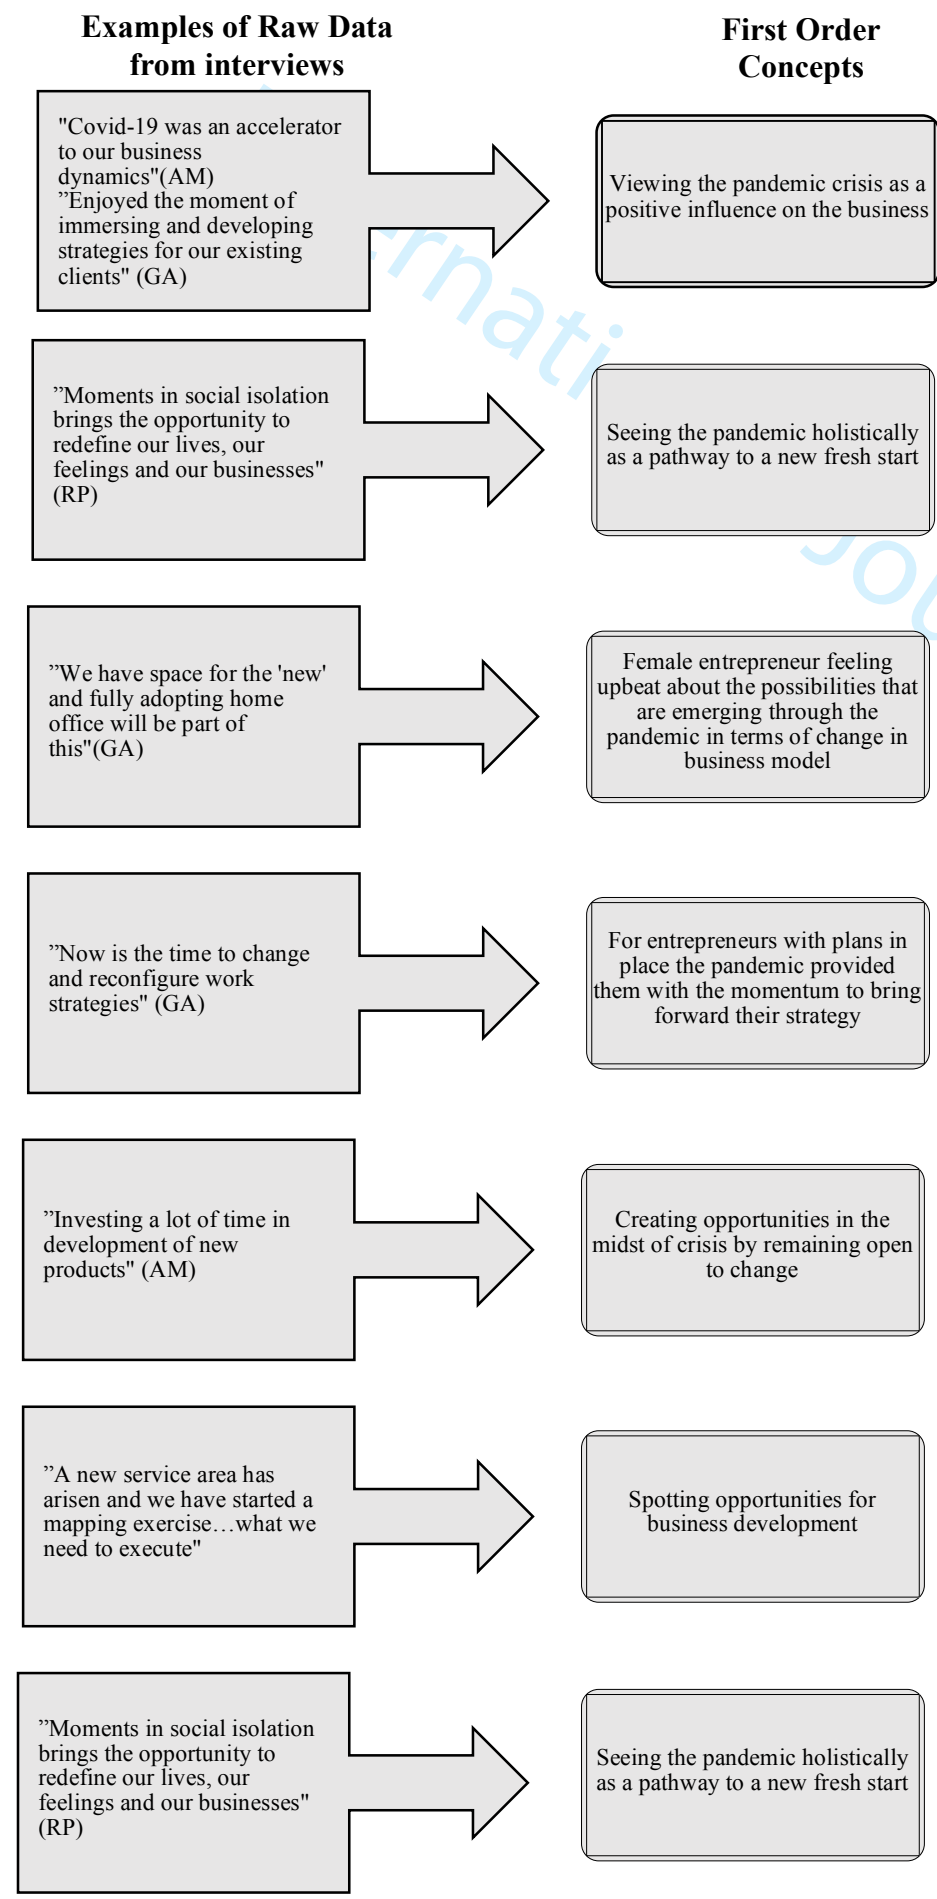 Examples of Raw Data
from interviews
First Order
Concepts
"Covid-19 was an accelerator
to our business
dynamics"(AM)
”Enjoyed the moment of
immersing and developing
strategies for our existing
clients" (GA)
Viewing the pandemic crisis as a
positive influence on the business
”Moments in social isolation
brings the opportunity to
redefine our lives, our
feelings and our businesses"
(RP)
Seeing the pandemic holistically
as a pathway to a new fresh start
”We have space for the 'new'
and fully adopting home
office will be part of
this"(GA)
Female entrepreneur feeling
upbeat about the possibilities that
are emerging through the
pandemic in terms of change in
business model
”Now is the time to change
and reconfigure work
strategies" (GA)
For entrepreneurs with plans in
place the pandemic provided
them with the momentum to bring
forward their strategy
”Investing a lot of time in
development of new
products" (AM)
Creating opportunities in the
midst of crisis by remaining open
to change
”A new service area has
arisen and we have started a
mapping exercise…what we
need to execute"
Spotting opportunities for
business development
”Moments in social isolation
brings the opportunity to
redefine our lives, our
feelings and our businesses"
(RP)
Seeing the pandemic holistically
as a pathway to a new fresh start